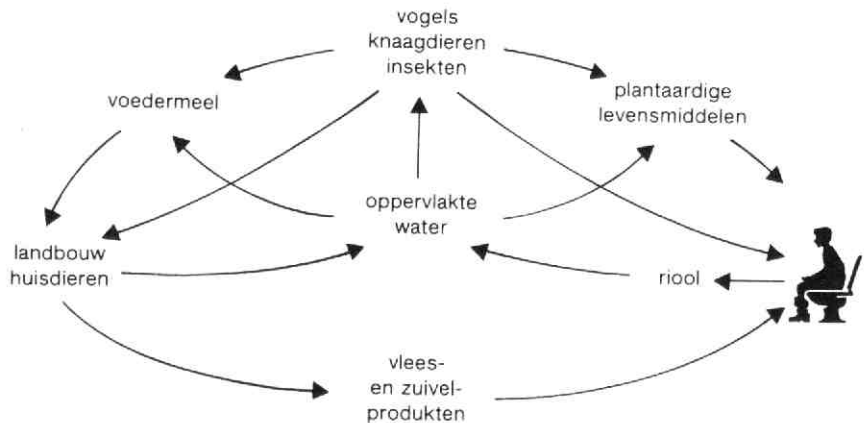 vogels
knaagdieren
insekten
voedermeel
plantaardige
levensmiddelen
oppervlakte
water
landbouw
huisdieren
riool
vlees-
en zuivel-
produkten